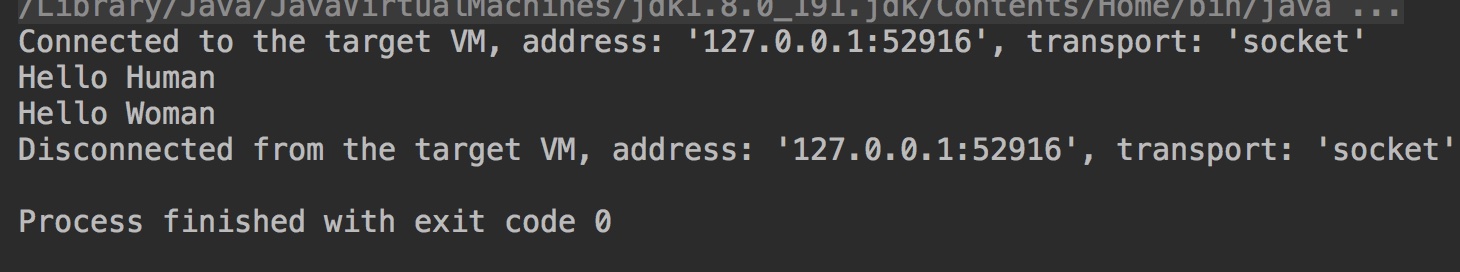 /Library/Java/JavaVirtualMachines/jdk1.8.0_191.jdk/Contents/Home/bin/java ...
Connected to the target VM, address: '127.0.0.1:52916', transport: 'socket'
Hello Human
Hello Woman
Disconnected from the target VM, address: '127.0.0.1:52916', transport: 'socket'
Process finished with exit code 0